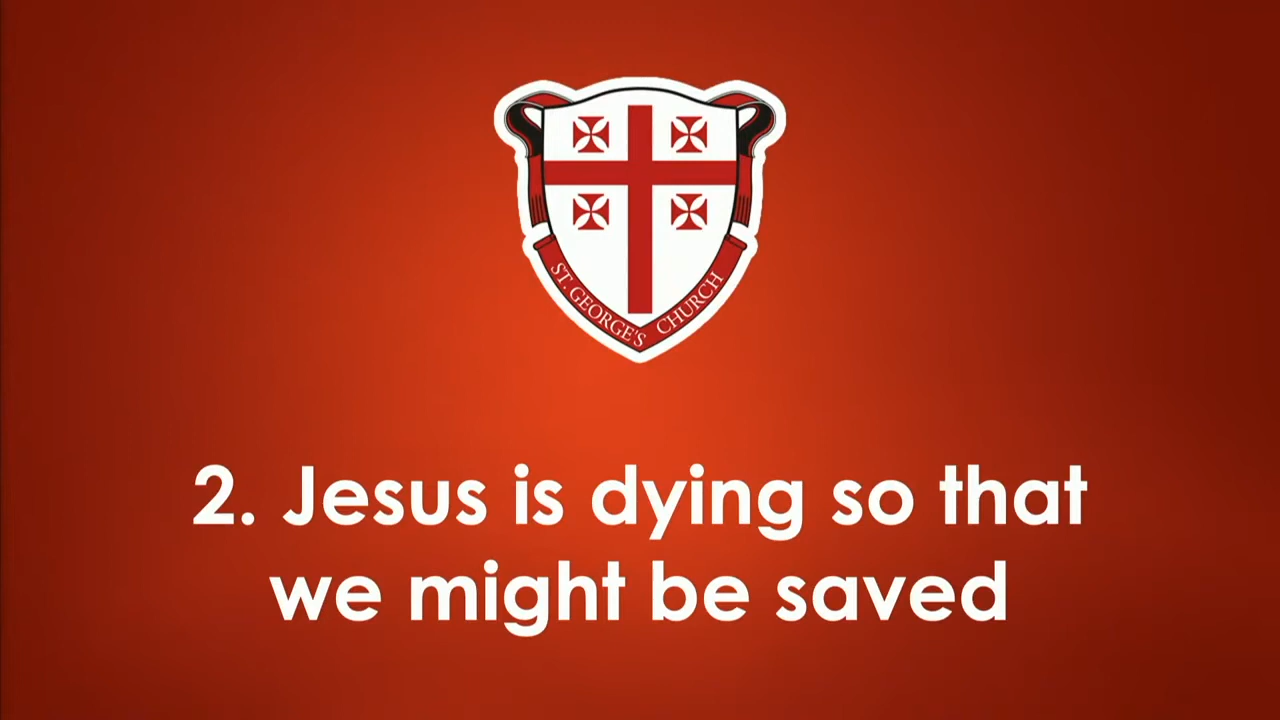 ST. GEORGE'S CHURCH
2. Jesus is dying so that
we might be saved